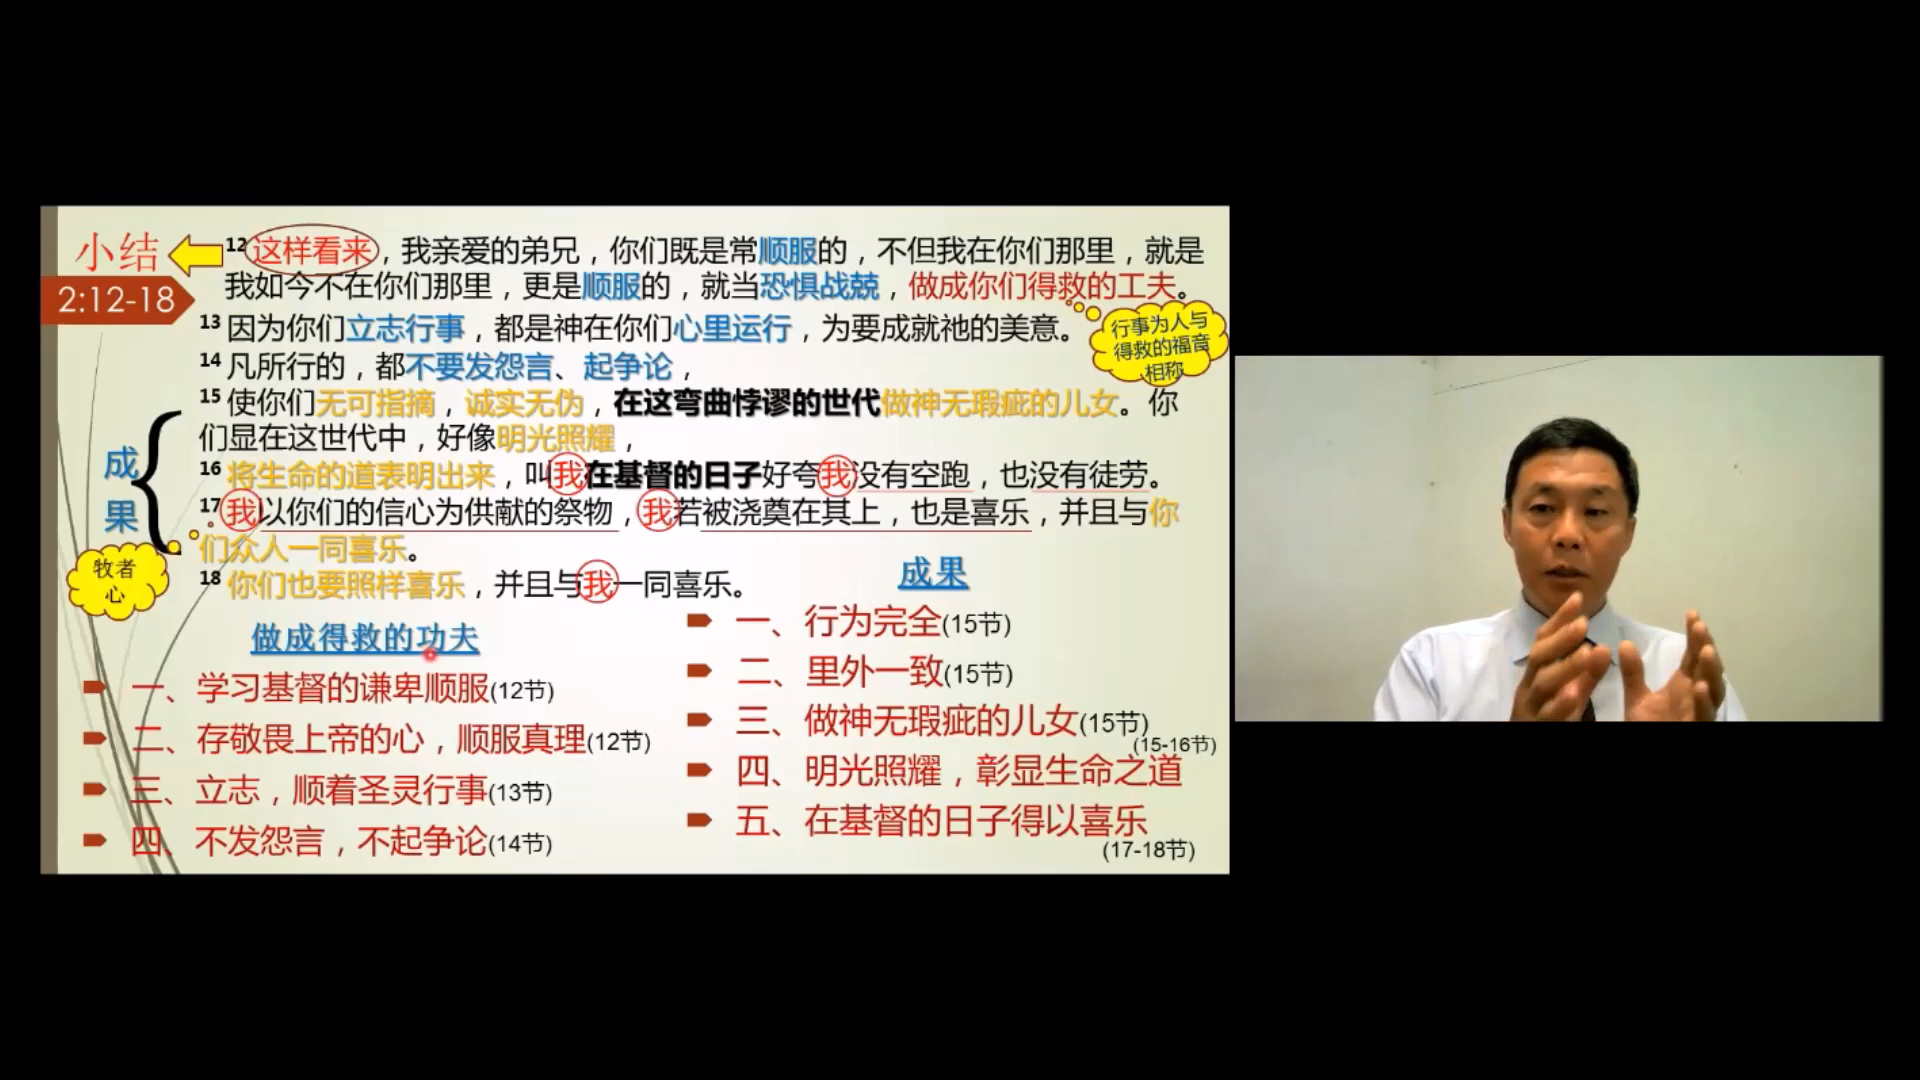 小结
2:12-18
12 这样看来，我亲爱的弟兄，你们既是常顺服的，不但我在你们那里，就是
我如今不在你们那里，更是顺服的，就当恐惧战兢，做成你们得救的工夫。
13 因为你们立志行事，都是神在你们心里运行，为要成就祂的美意。
行事为人与
得救的福音
相称
14 凡所行的，都不要发怨言、起争论，
15 使你们无可指摘，诚实无伪，在这弯曲悖谬的世代做神无瑕疵的儿女。你
们显在这世代中，好像明光照耀，
成
果
16 将生命的道表明出来，叫我在基督的日子好夸我没有空跑，也没有徒劳。
17 我以你们的信心为供献的祭物，我若被浇奠在其上，也是喜乐，并且与你
们众人一同喜乐。
牧者
心
18 你们也要照样喜乐，并且与我一同喜乐。
做成得救的功夫
一、学习基督的谦卑顺服(12节)
二、存敬畏上帝的心，顺服真理(12节)
三、立志，顺着圣灵行事(13节)
四、不发怨言，不起争论(14节)
成果
一、行为完全(15节)
二、里外一致(15节)
三、做神无瑕疵的儿女(15节)
(15-16节)
四、明光照耀，彰显生命之道
五、在基督的日子得以喜乐
(17-18节)